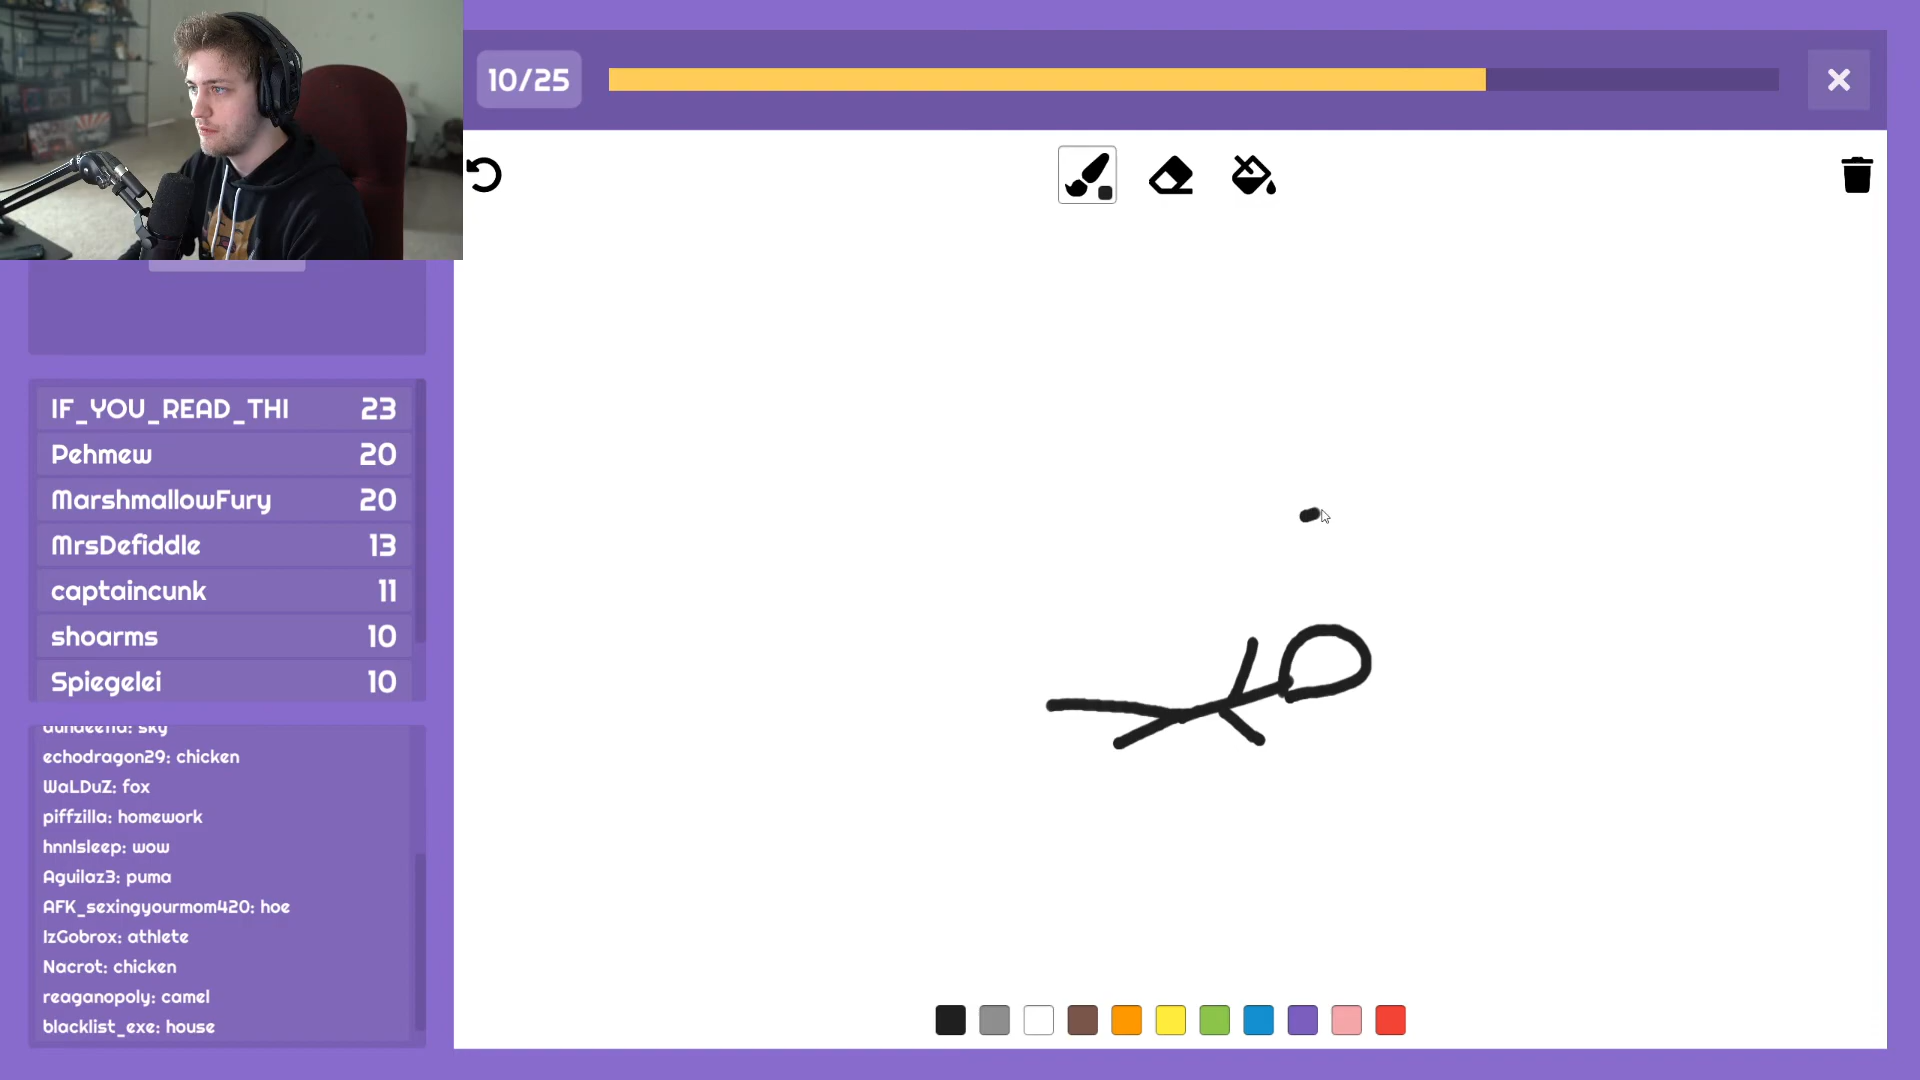 10/25
IF_YOU_READ_THI 23
Pehmew 20
MarshmallowFury 20
MrsDefiddle 13
captaincunk 11
shoarms 10
Spiegelei 10
echodragon29: chicken
WaLDuZ: fox
piffzilla: homework
hnnlsleep: wow
Aguilaz3: puma
AFK_sexingyourmom420: hoe
IzGobrox: athlete
Nacrot: chicken
reaganopoly: camel
blacklist_exe: house